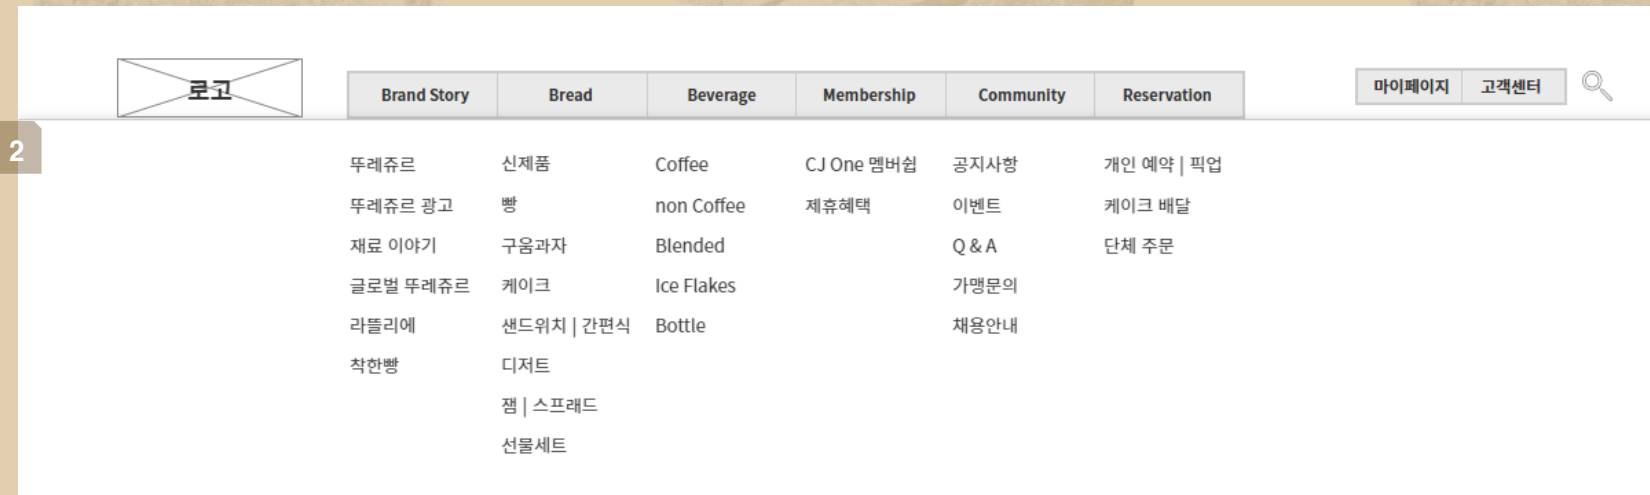 로고
Brand Story Bread Beverage Membership Community Reservation
마이페이지 고객센터
2
뚜레쥬르 신제품 Coffee CJ One 멤버쉽 공지사항 개인 예약 | 픽업
뚜레쥬르 광고 빵 non Coffee 제휴혜택 이벤트 케이크 배달
재료 이야기 구움과자 Blended Q & A 단체 주문
글로벌 뚜레쥬르 케이크 Ice Flakes 가맹문의
라뜰리에 샌드위치 | 간편식 Bottle 채용안내
착한빵 디저트
잼 | 스프래드
선물세트